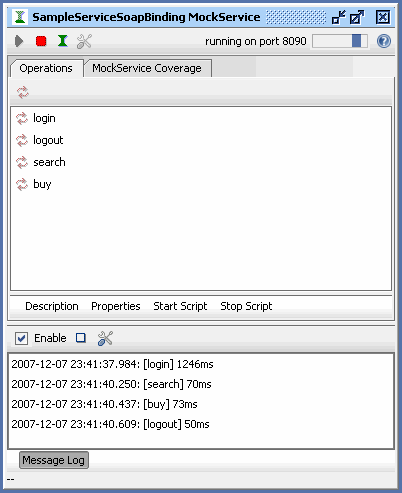 SampleServiceSoapBinding MockService
running on port 8090
Operations MockService Coverage
login
logout
search
buy
Description Properties Start Script Stop Script
Enable
2007-12-07 23:41:37.984: [login] 1246ms
2007-12-07 23:41:40.250: [search] 70ms
2007-12-07 23:41:40.437: [buy] 73ms
2007-12-07 23:41:40.609: [logout] 50ms
Message Log
--